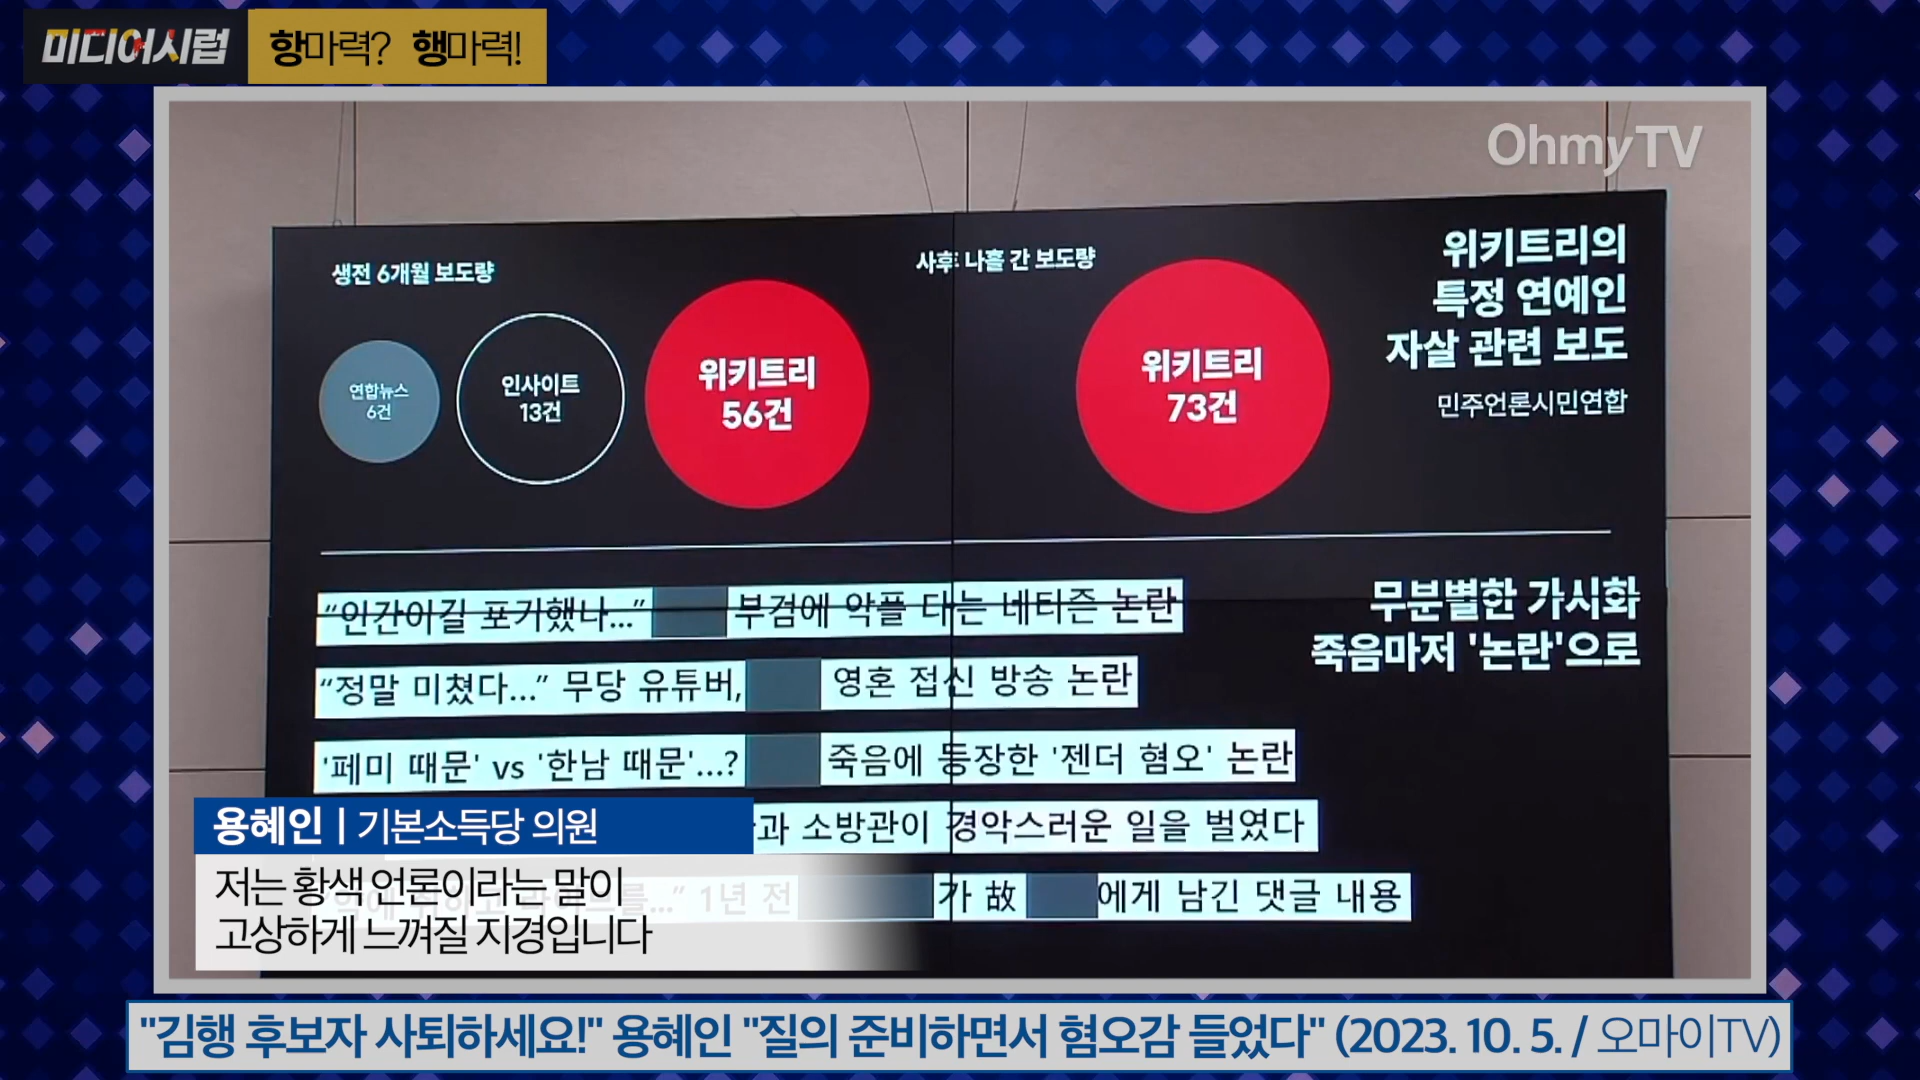 미디어시럽
항마력? 행마력!
OhmyTV
생전 6개월 보도량
사후 나흘 간 보도량
위키트리의
특정 연예인
자살 관련 보도
민주언론시민연합
연합뉴스
6건
인사이트
13건
위키트리
56건
위키트리
73건
무분별한 가시화
죽음마저 '논란'으로
“인간이길 포기했나...” 부검에 악플 다는 네티즌 논란
“정말 미쳤다...” 무당 유튜버, 영혼 접신 방송 논란
'페미 때문' vs '한남 때문'...? 죽음에 등장한 '젠더 혐오' 논란
과 소방관이 경악스러운 일을 벌였다
1년 전 가 故 에게 남긴 댓글 내용
용혜인 | 기본소득당 의원
저는 황색 언론이라는 말이
고상하게 느껴질 지경입니다
"김행 후보자 사퇴하세요!" 용혜인 "질의 준비하면서 혐오감 들었다" (2023. 10. 5. / 오마이TV)